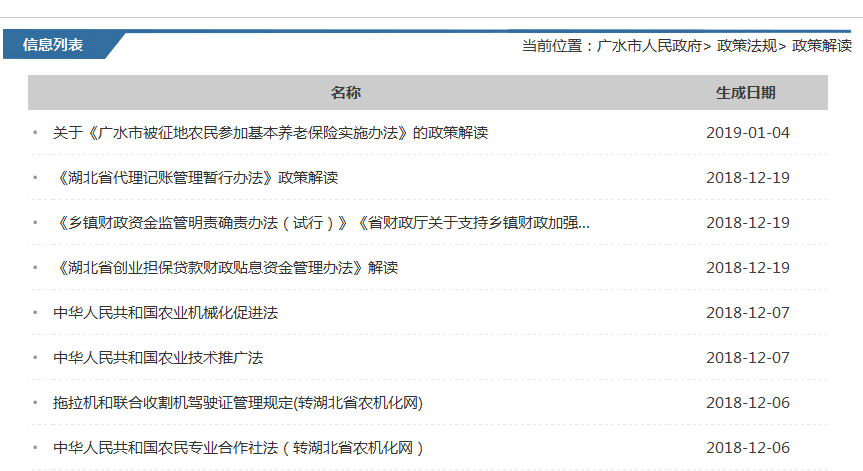 信息列表
当前位置：广水市人民政府> 政策法规> 政策解读
名称 生成日期
• 关于《广水市被征地农民参加基本养老保险实施办法》的政策解读 2019-01-04
• 《湖北省代理记账管理暂行办法》政策解读 2018-12-19
• 《乡镇财政资金监管明责确责办法（试行）》《省财政厅关于支持乡镇财政加强... 2018-12-19
• 《湖北省创业担保贷款财政贴息资金管理办法》解读 2018-12-19
• 中华人民共和国农业机械化促进法 2018-12-07
• 中华人民共和国农业技术推广法 2018-12-07
• 拖拉机和联合收割机驾驶证管理规定(转湖北省农机化网) 2018-12-06
• 中华人民共和国农民专业合作社法（转湖北省农机化网） 2018-12-06